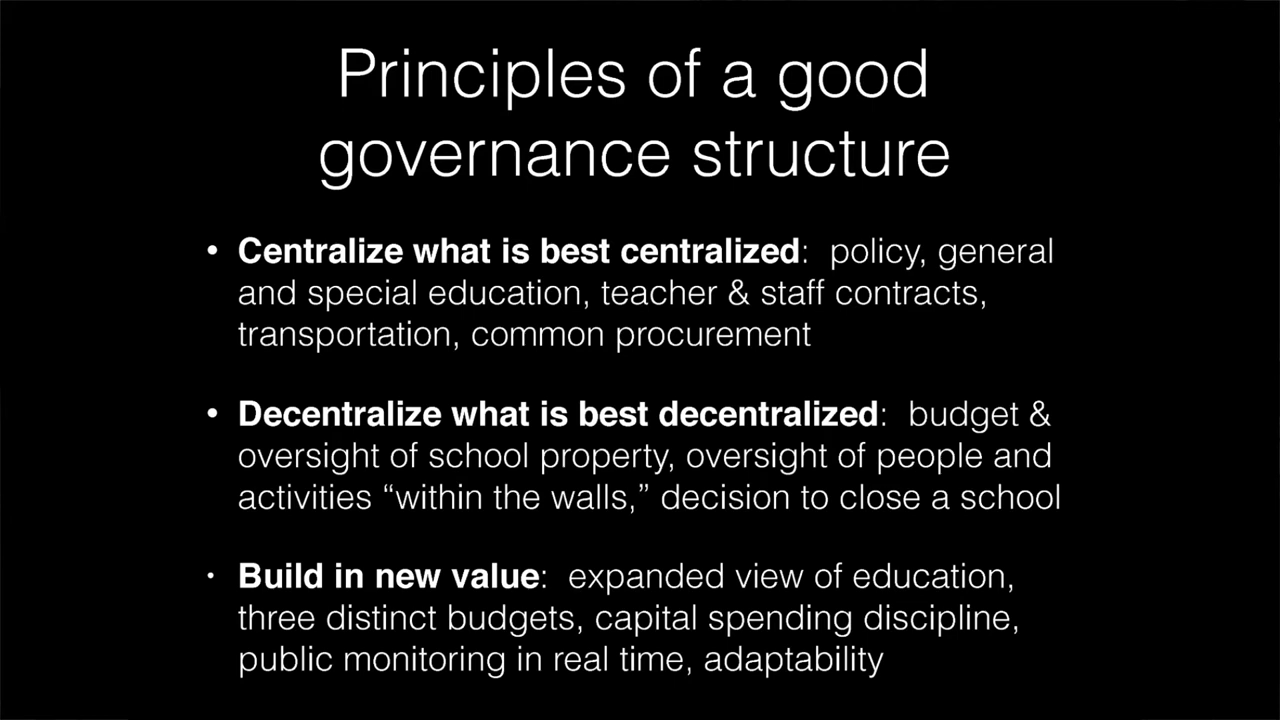 Principles of a good
governance structure
• Centralize what is best centralized:  policy, general
and special education, teacher & staff contracts,
transportation, common procurement
• Decentralize what is best decentralized:  budget &
oversight of school property, oversight of people and
activities “within the walls,” decision to close a school
• Build in new value:  expanded view of education,
three distinct budgets, capital spending discipline,
public monitoring in real time, adaptability